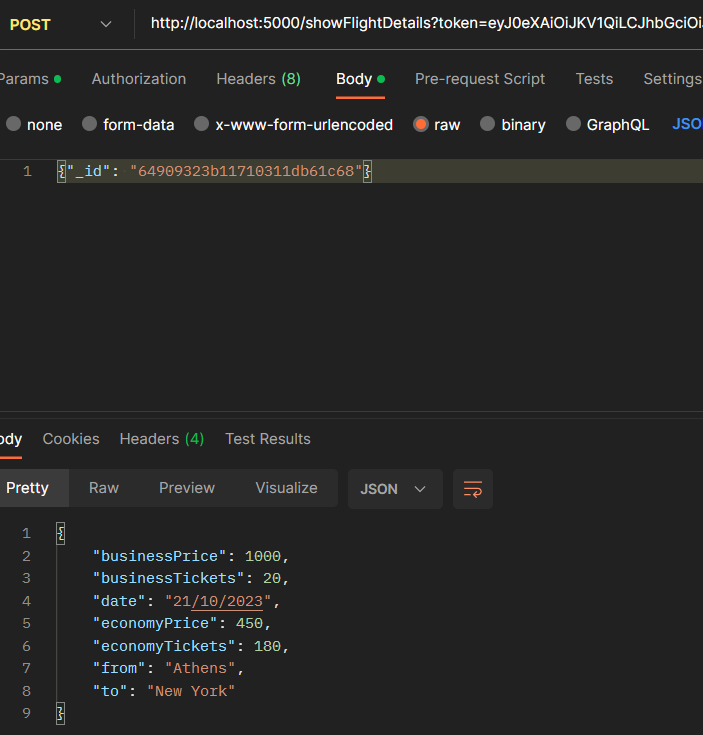 POST http://localhost:5000/showFlightDetails?token=eyJ0eXAiOiJKV1QiLCJhbGciOi
Params Authorization Headers (8) Body Pre-request Script Tests Settings
none form-data x-www-form-urlencoded raw binary GraphQL JSO
1 {"_id": "64909323b11710311db61c68"}
ody Cookies Headers (4) Test Results
Pretty Raw Preview Visualize JSON
1 {
2 "businessPrice": 1000,
3 "businessTickets": 20,
4 "date": "21/10/2023",
5 "economyPrice": 450,
6 "economyTickets": 180,
7 "from": "Athens",
8 "to": "New York"
9 }